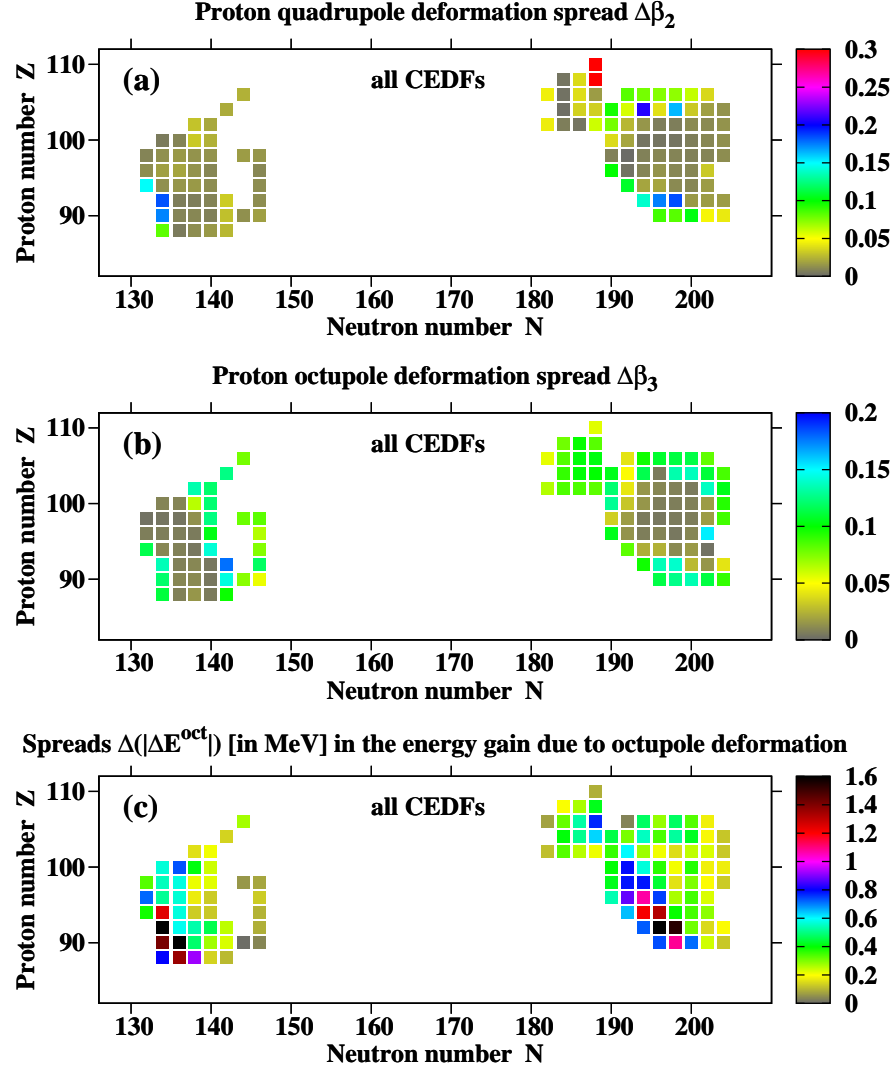 Proton quadrupole deformation spread Δβ2
Proton number Z
110
100
90
(a)
all CEDFs
130 140 150 160 170 180 190 200
Neutron number N
0.3
0.25
0.2
0.15
0.1
0.05
0
Proton octupole deformation spread Δβ3
Proton number Z
110
100
90
(b)
all CEDFs
130 140 150 160 170 180 190 200
Neutron number N
0.2
0.15
0.1
0.05
0
Spreads Δ(|ΔE^oct|) [in MeV] in the energy gain due to octupole deformation
Proton number Z
110
100
90
(c)
all CEDFs
130 140 150 160 170 180 190 200
Neutron number N
1.6
1.4
1.2
1
0.8
0.6
0.4
0.2
0